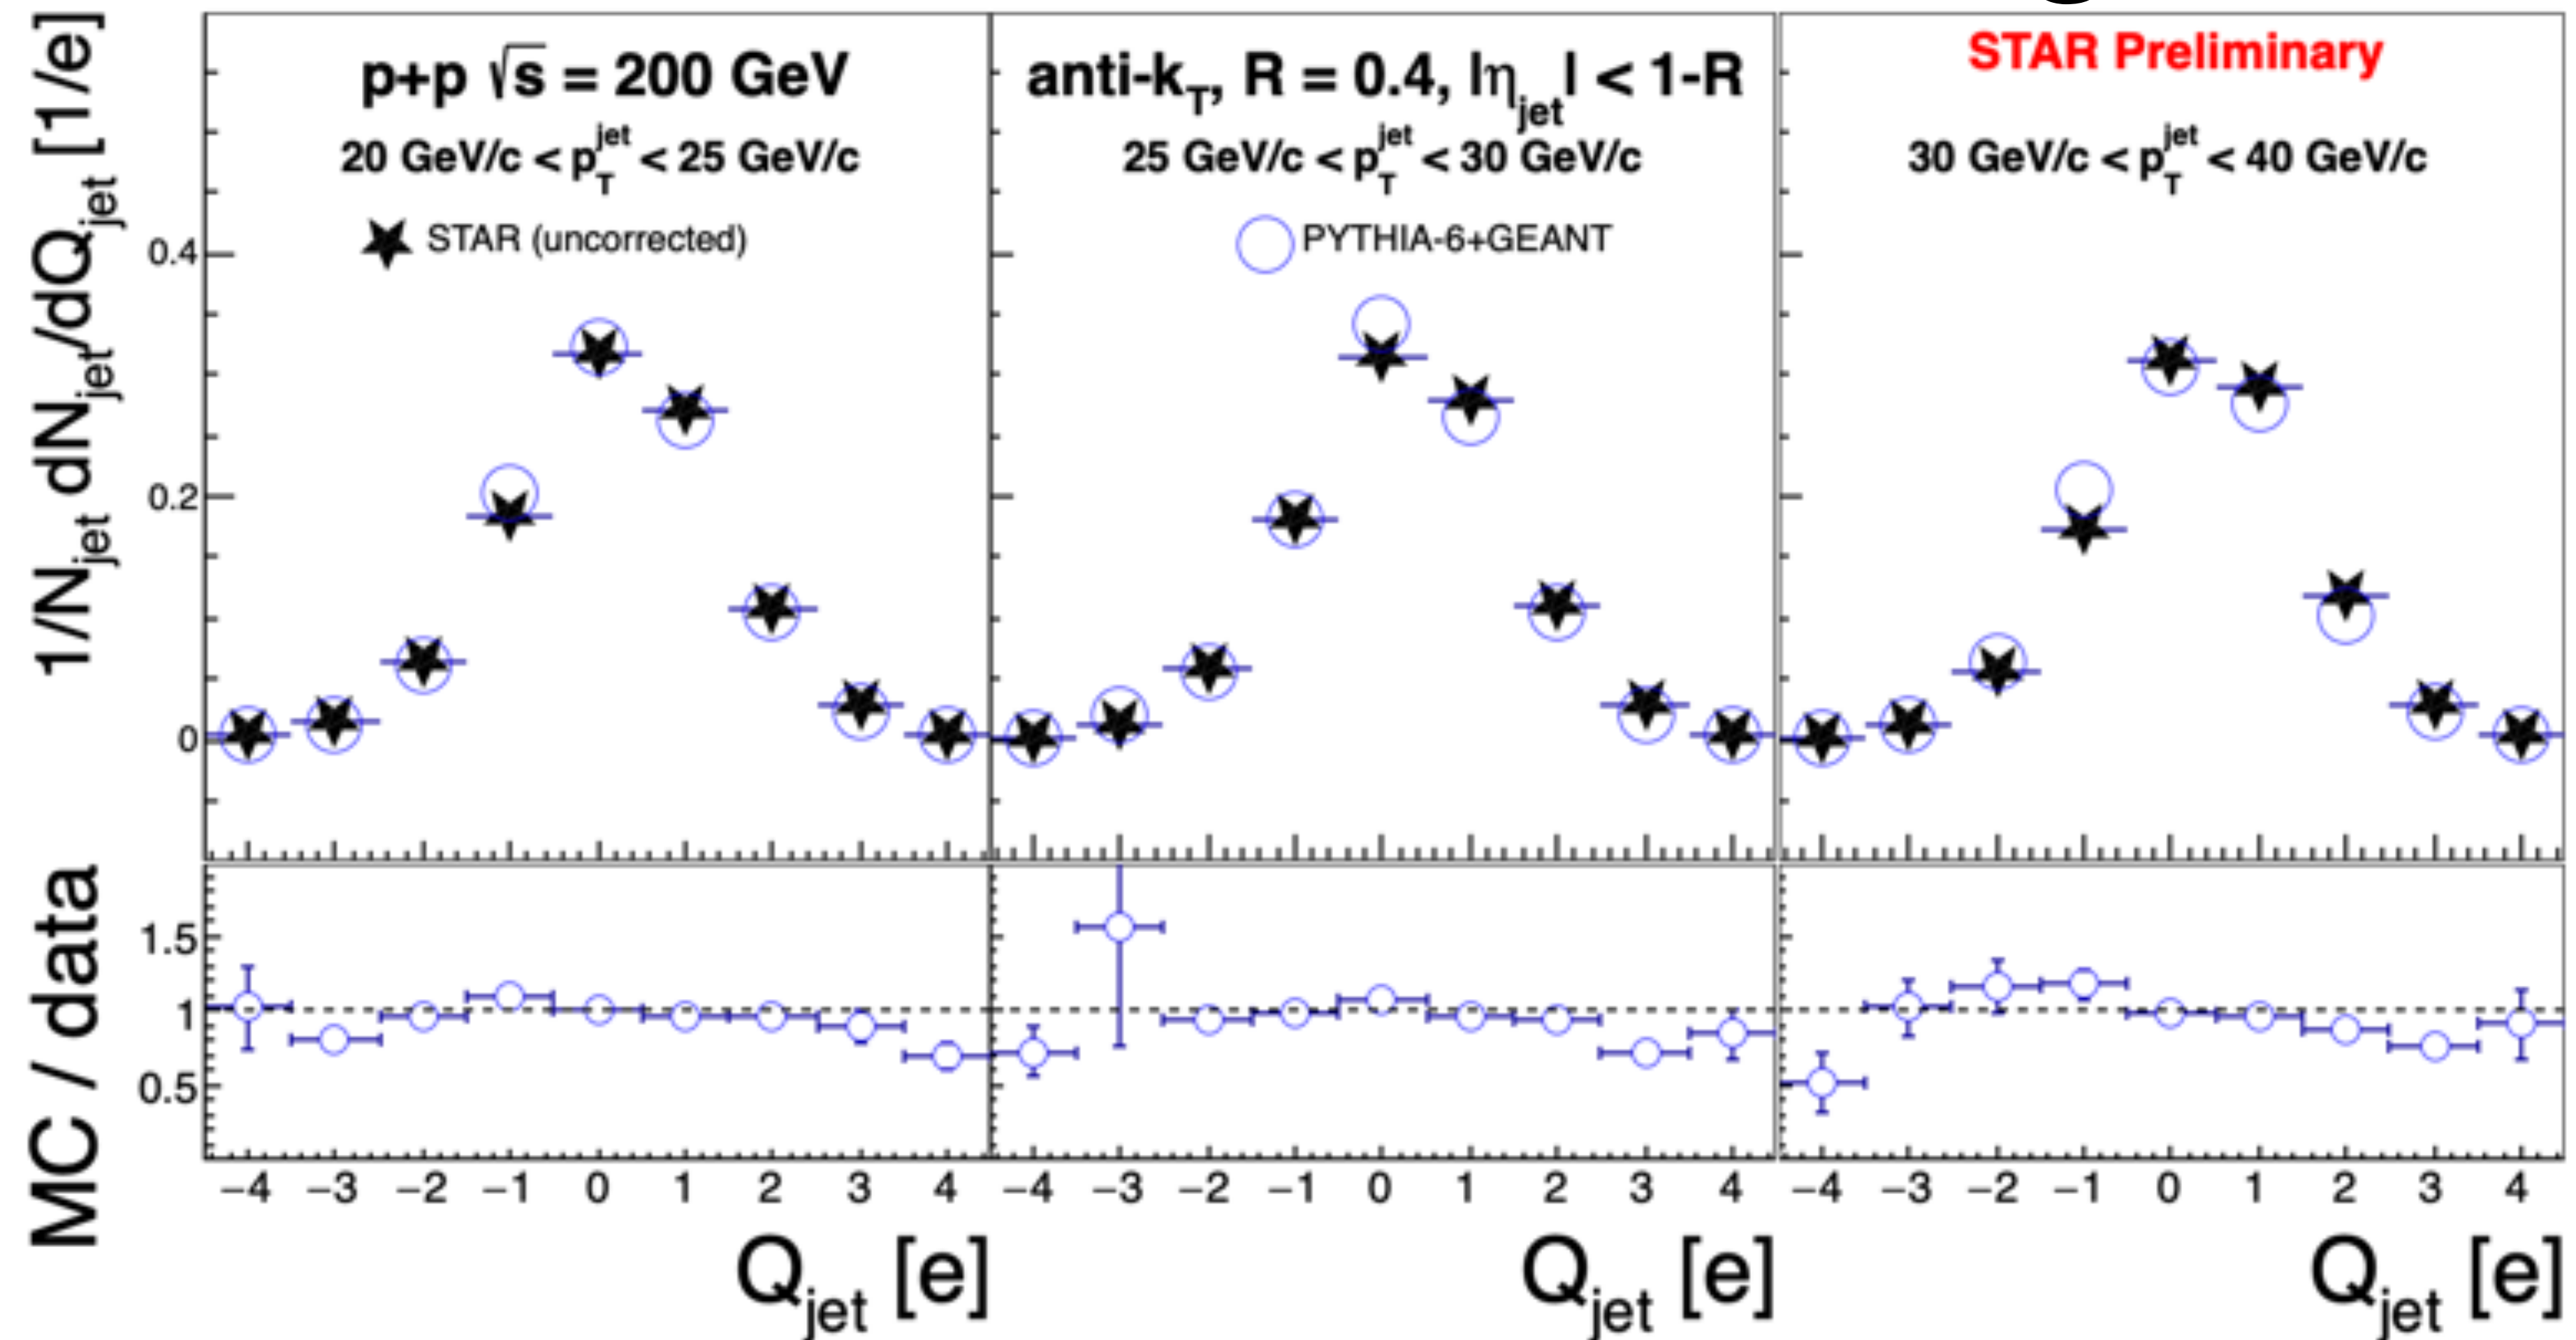 1/N_jet dN_jet/dQ_jet [1/e]
p+p √s = 200 GeV
20 GeV/c < p_T^jet < 25 GeV/c
STAR (uncorrected)
anti-k_T, R = 0.4, |η_jet| < 1-R
25 GeV/c < p_T^jet < 30 GeV/c
PYTHIA-6+GEANT
STAR Preliminary
30 GeV/c < p_T^jet < 40 GeV/c
0.4
0.2
0
MC / data
1.5
1
0.5
−4 −3 −2 −1 0 1 2 3 4
−4 −3 −2 −1 0 1 2 3 4
−4 −3 −2 −1 0 1 2 3 4
Q_jet [e]
Q_jet [e]
Q_jet [e]